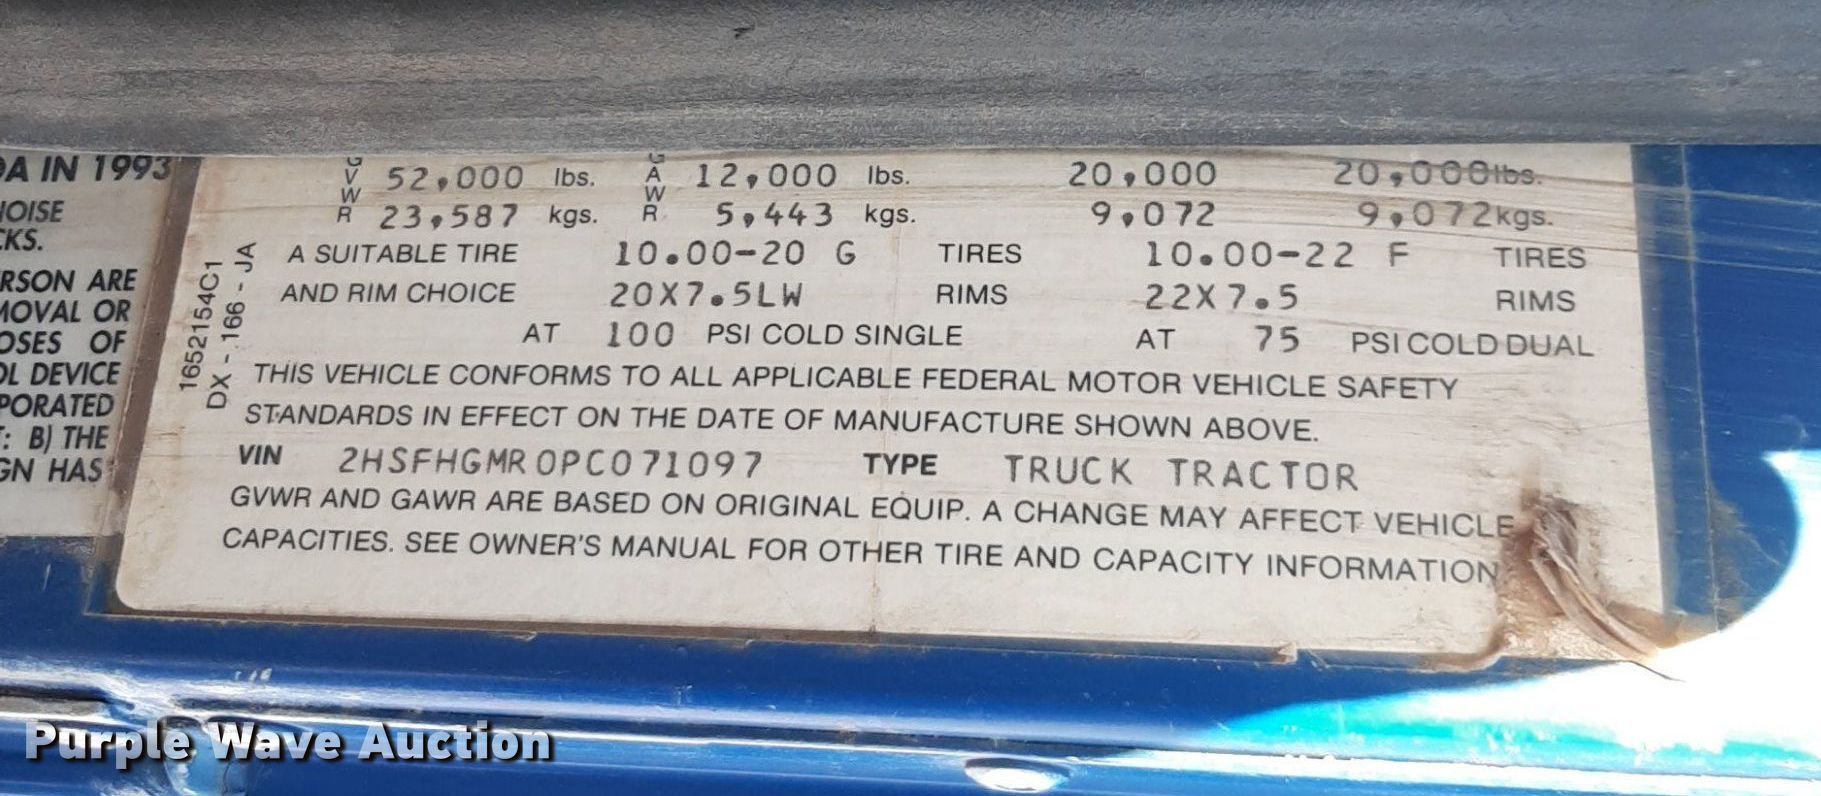 DA IN 1993
NOISE
CKS.
ERSON ARE
MOVAL OR
OSES OF
OL DEVICE
PORATED
T: B) THE
GN HAS
1652154C1
DX - 166 - JA
GVWR 52,000 lbs. GAWR 12,000 lbs. 20,000 20,000 lbs.
23,587 kgs. 5,443 kgs. 9,072 9,072 kgs.
A SUITABLE TIRE 10.00-20 G TIRES 10.00-22 F TIRES
AND RIM CHOICE 20X7.5LW RIMS 22X7.5 RIMS
AT 100 PSI COLD SINGLE AT 75 PSI COLD DUAL
THIS VEHICLE CONFORMS TO ALL APPLICABLE FEDERAL MOTOR VEHICLE SAFETY
STANDARDS IN EFFECT ON THE DATE OF MANUFACTURE SHOWN ABOVE.
VIN 2HSFHGMR0PC071097 TYPE TRUCK TRACTOR
GVWR AND GAWR ARE BASED ON ORIGINAL EQUIP. A CHANGE MAY AFFECT VEHICLE
CAPACITIES. SEE OWNER'S MANUAL FOR OTHER TIRE AND CAPACITY INFORMATION
Purple Wave Auction